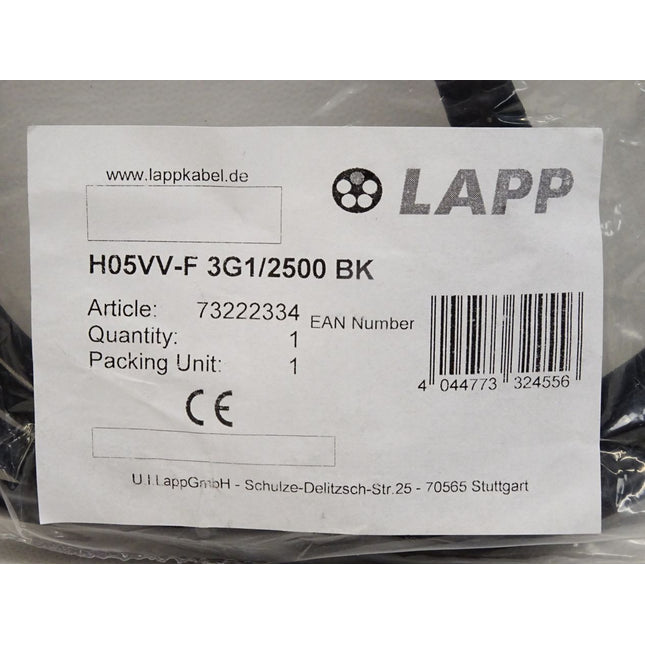 www.lappkabel.de
LAPP
H05VV-F 3G1/2500 BK
Article: 73222334
Quantity: 1
Packing Unit: 1
EAN Number
4 044773 324556
CE
U I LappGmbH - Schulze-Delitzsch-Str.25 - 70565 Stuttgart